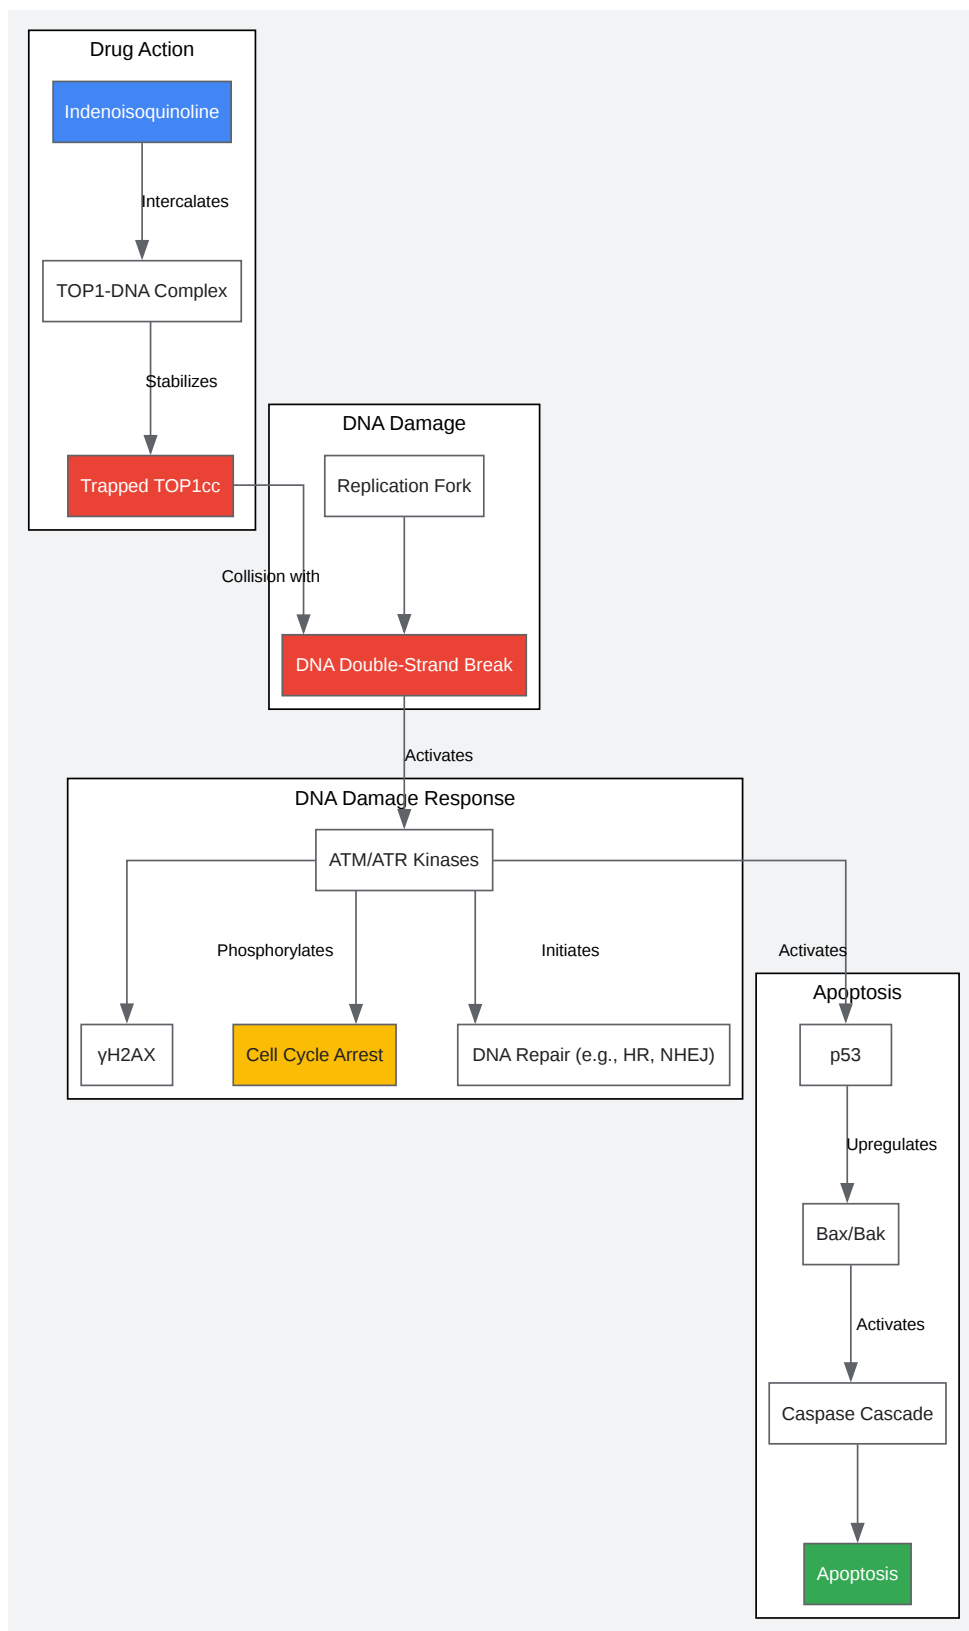 Drug Action
Indenoisoquinoline
Intercalates
TOP1-DNA Complex
Stabilizes
Trapped TOP1cc
DNA Damage
Replication Fork
Collision with
DNA Double-Strand Break
Activates
DNA Damage Response
ATM/ATR Kinases
Phosphorylates
Initiates
Activates
γH2AX
Cell Cycle Arrest
DNA Repair (e.g., HR, NHEJ)
Apoptosis
p53
Upregulates
Bax/Bak
Activates
Caspase Cascade
Apoptosis